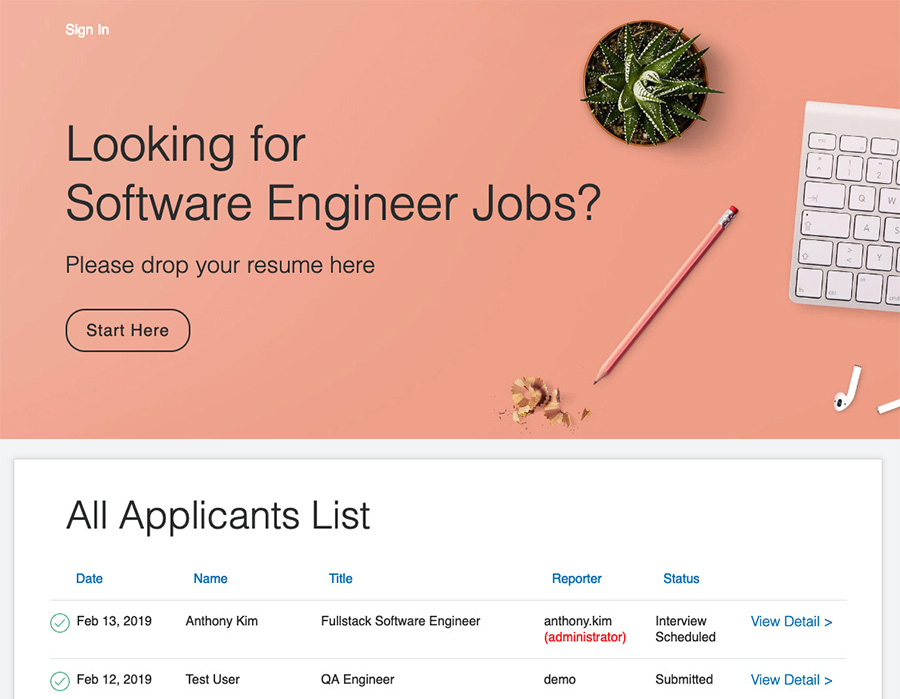 Sign In
Looking for
Software Engineer Jobs?
Please drop your resume here
Start Here
All Applicants List
Date Name Title Reporter Status
Feb 13, 2019 Anthony Kim Fullstack Software Engineer anthony.kim Interview View Detail >
(administrator) Scheduled
Feb 12, 2019 Test User QA Engineer demo Submitted View Detail >